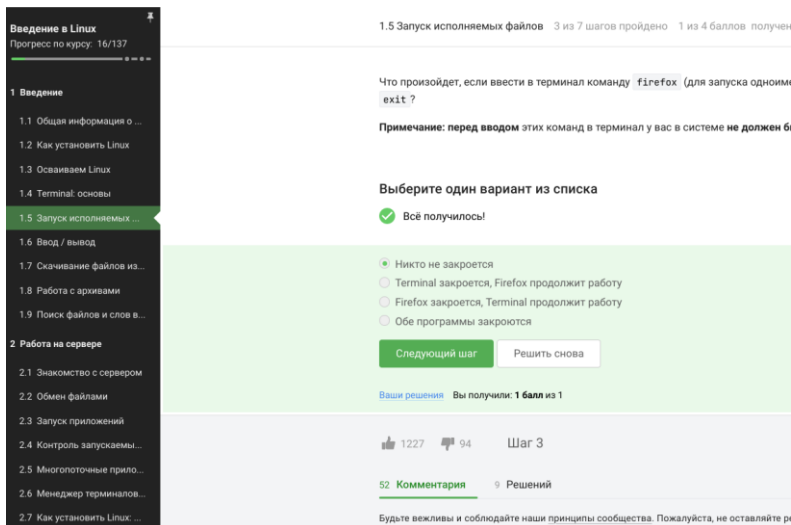 Введение в Linux
Прогресс по курсу: 16/137
1 Введение
1.1 Общая информация о ...
1.2 Как установить Linux
1.3 Осваиваем Linux
1.4 Terminal: основы
1.5 Запуск исполняемых ...
1.6 Ввод / вывод
1.7 Скачивание файлов из...
1.8 Работа с архивами
1.9 Поиск файлов и слов в...
2 Работа на сервере
2.1 Знакомство с сервером
2.2 Обмен файлами
2.3 Запуск приложений
2.4 Контроль запускаемы...
2.5 Многопоточные прило...
2.6 Менеджер терминалов...
2.7 Как установить Linux: ...
1.5 Запуск исполняемых файлов 3 из 7 шагов пройдено 1 из 4 баллов получен
Что произойдет, если ввести в терминал команду firefox (для запуска одноиме
exit ?
Примечание: перед вводом этих команд в терминал у вас в системе не должен б
Выберите один вариант из списка
Всё получилось!
Никто не закроется
Terminal закроется, Firefox продолжит работу
Firefox закроется, Terminal продолжит работу
Обе программы закроются
Следующий шаг Решить снова
Ваши решения Вы получили: 1 балл из 1
1227 94 Шаг 3
52 Комментария 9 Решений
Будьте вежливы и соблюдайте наши принципы сообщества. Пожалуйста, не оставляйте р